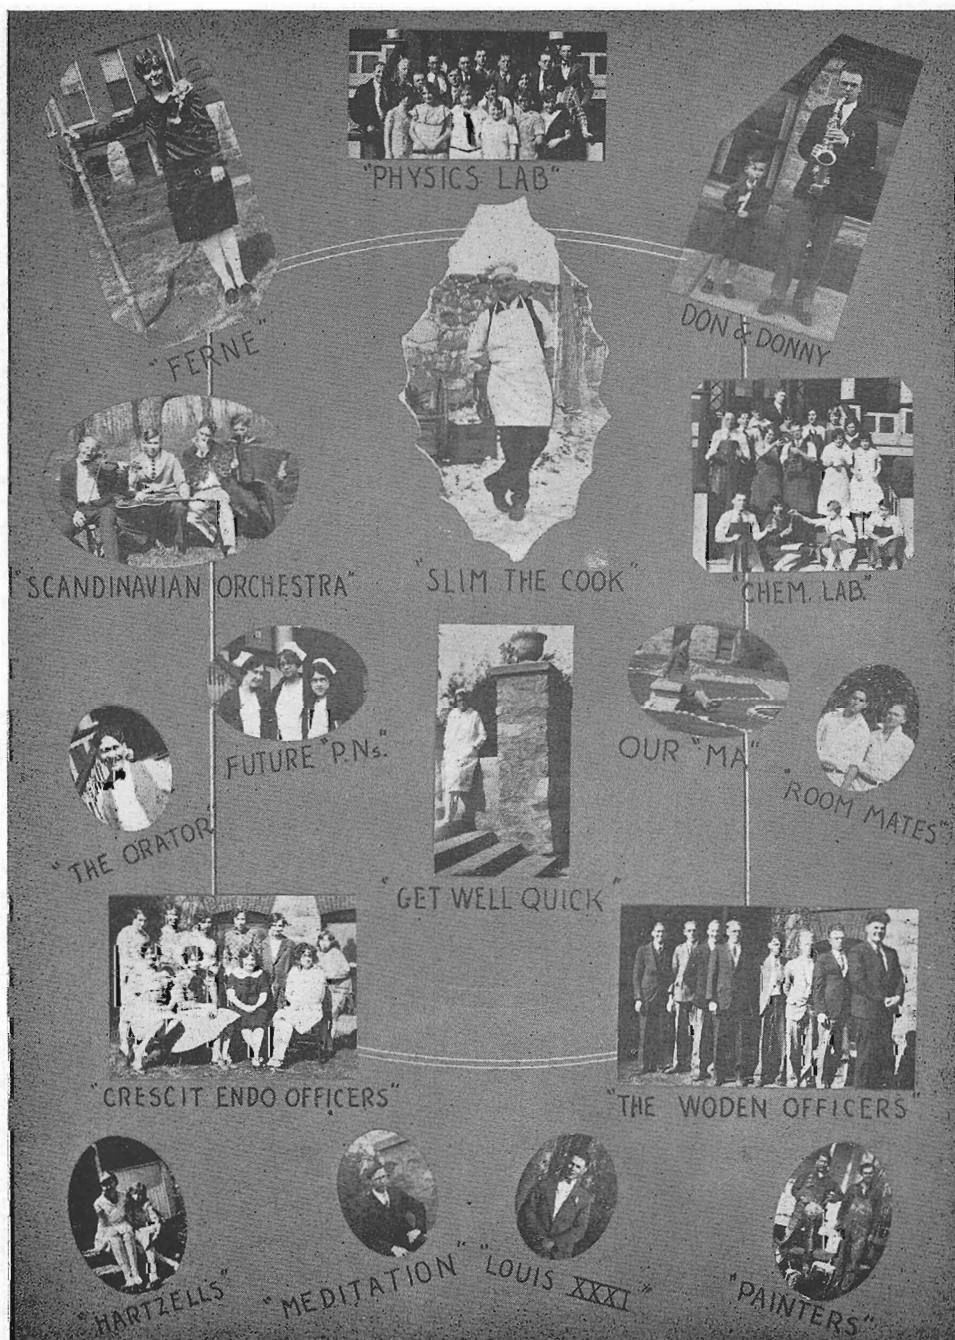 "PHYSICS LAB"
"FERNE"
DON & DONNY
"SCANDINAVIAN ORCHESTRA"
"SLIM THE COOK"
"CHEM. LAB."
FUTURE "P.N.s."
OUR "MA"
"THE ORATOR
"ROOM MATES"
"GET WELL QUICK"
"CRESCIT ENDO OFFICERS"
"THE WODEN OFFICERS"
"HARTZELLS"
"MEDITATION"
"LOUIS XXXI"
"PAINTERS"